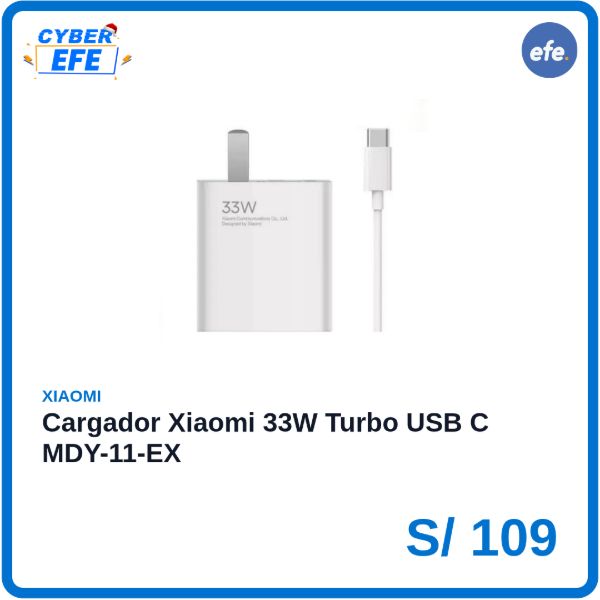 CYBER
EFE
efe.
33W
Xiaomi Communications Co., Ltd.
Designed by Xiaomi
XIAOMI
Cargador Xiaomi 33W Turbo USB C
MDY-11-EX
S/ 109